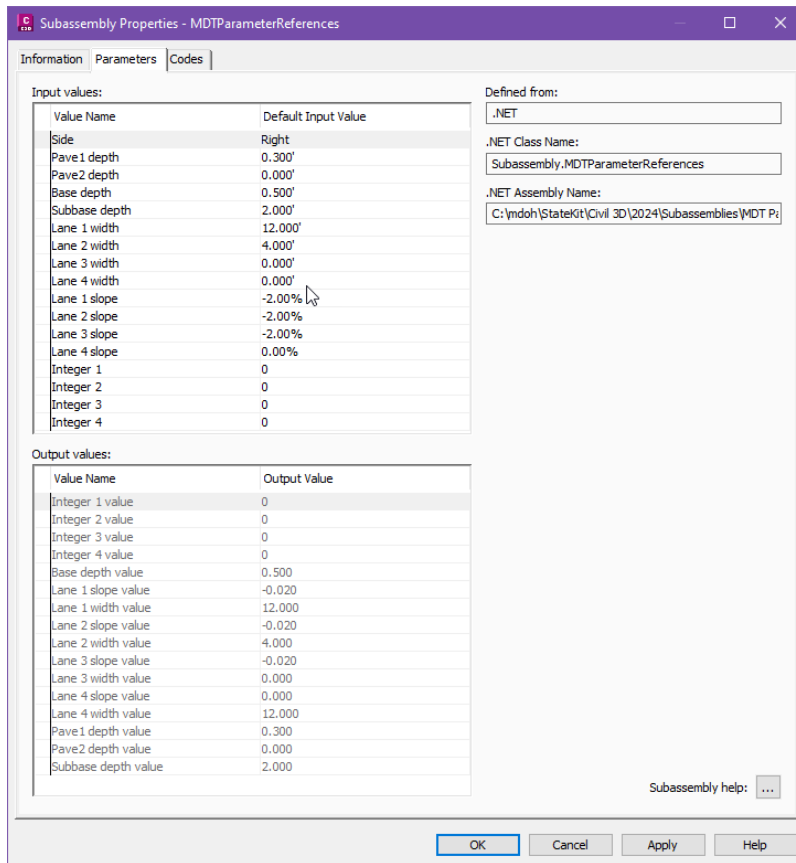 Subassembly Properties - MDTParameterReferences
Information Parameters Codes
Input values:
Value Name Default Input Value
Side Right
Pave1 depth 0.300'
Pave2 depth 0.000'
Base depth 0.500'
Subbase depth 2.000'
Lane 1 width 12.000'
Lane 2 width 4.000'
Lane 3 width 0.000'
Lane 4 width 0.000'
Lane 1 slope -2.00%
Lane 2 slope -2.00%
Lane 3 slope -2.00%
Lane 4 slope 0.00%
Integer 1 0
Integer 2 0
Integer 3 0
Integer 4 0
Defined from:
.NET
.NET Class Name:
Subassembly.MDTParameterReferences
.NET Assembly Name:
C:\mdoh\StateKit\Civil 3D\2024\Subassemblies\MDT Pa
Output values:
Value Name Output Value
Integer 1 value 0
Integer 2 value 0
Integer 3 value 0
Integer 4 value 0
Base depth value 0.500
Lane 1 slope value -0.020
Lane 1 width value 12.000
Lane 2 slope value -0.020
Lane 2 width value 4.000
Lane 3 slope value -0.020
Lane 3 width value 0.000
Lane 4 slope value 0.000
Lane 4 width value 12.000
Pave1 depth value 0.300
Pave2 depth value 0.000
Subbase depth value 2.000
Subassembly help: ...
OK Cancel Apply Help